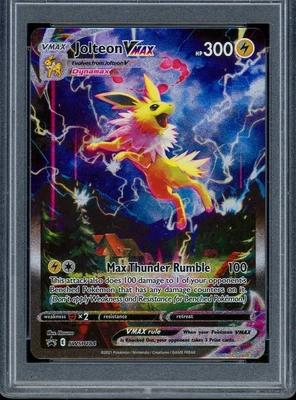 VMAX Jolteon VMAX HP 300
Evolves from Jolteon V
Dynamax
Max Thunder Rumble 100
This attack also does 100 damage to 1 of your opponent's
Benched Pokémon that has any damage counters on it.
(Don't apply Weakness and Resistance for Benched Pokémon.)
weakness ×2 resistance retreat
VMAX rule When your Pokémon VMAX
is Knocked Out, your opponent takes 3 Prize cards.
©2021 Pokémon / Nintendo / Creatures / GAME FREAK